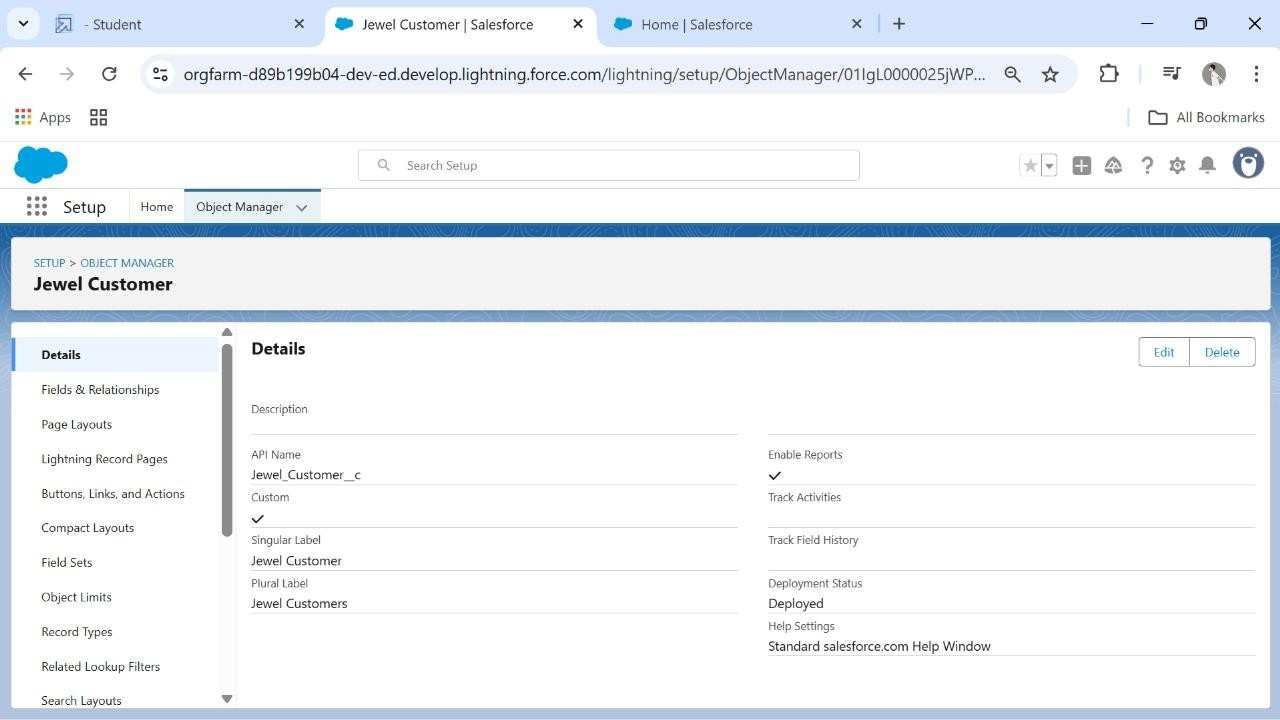 - Student
Jewel Customer | Salesforce
Home | Salesforce
orgfarm-d89b199b04-dev-ed.develop.lightning.force.com/lightning/setup/ObjectManager/01IgL0000025jWP...
Apps
All Bookmarks
Search Setup
Setup
Home
Object Manager
SETUP > OBJECT MANAGER
Jewel Customer
Details
Fields & Relationships
Page Layouts
Lightning Record Pages
Buttons, Links, and Actions
Compact Layouts
Field Sets
Object Limits
Record Types
Related Lookup Filters
Search Layouts
Details
Edit
Delete
Description
API Name
Jewel_Customer__c
Custom
Singular Label
Jewel Customer
Plural Label
Jewel Customers
Enable Reports
Track Activities
Track Field History
Deployment Status
Deployed
Help Settings
Standard salesforce.com Help Window